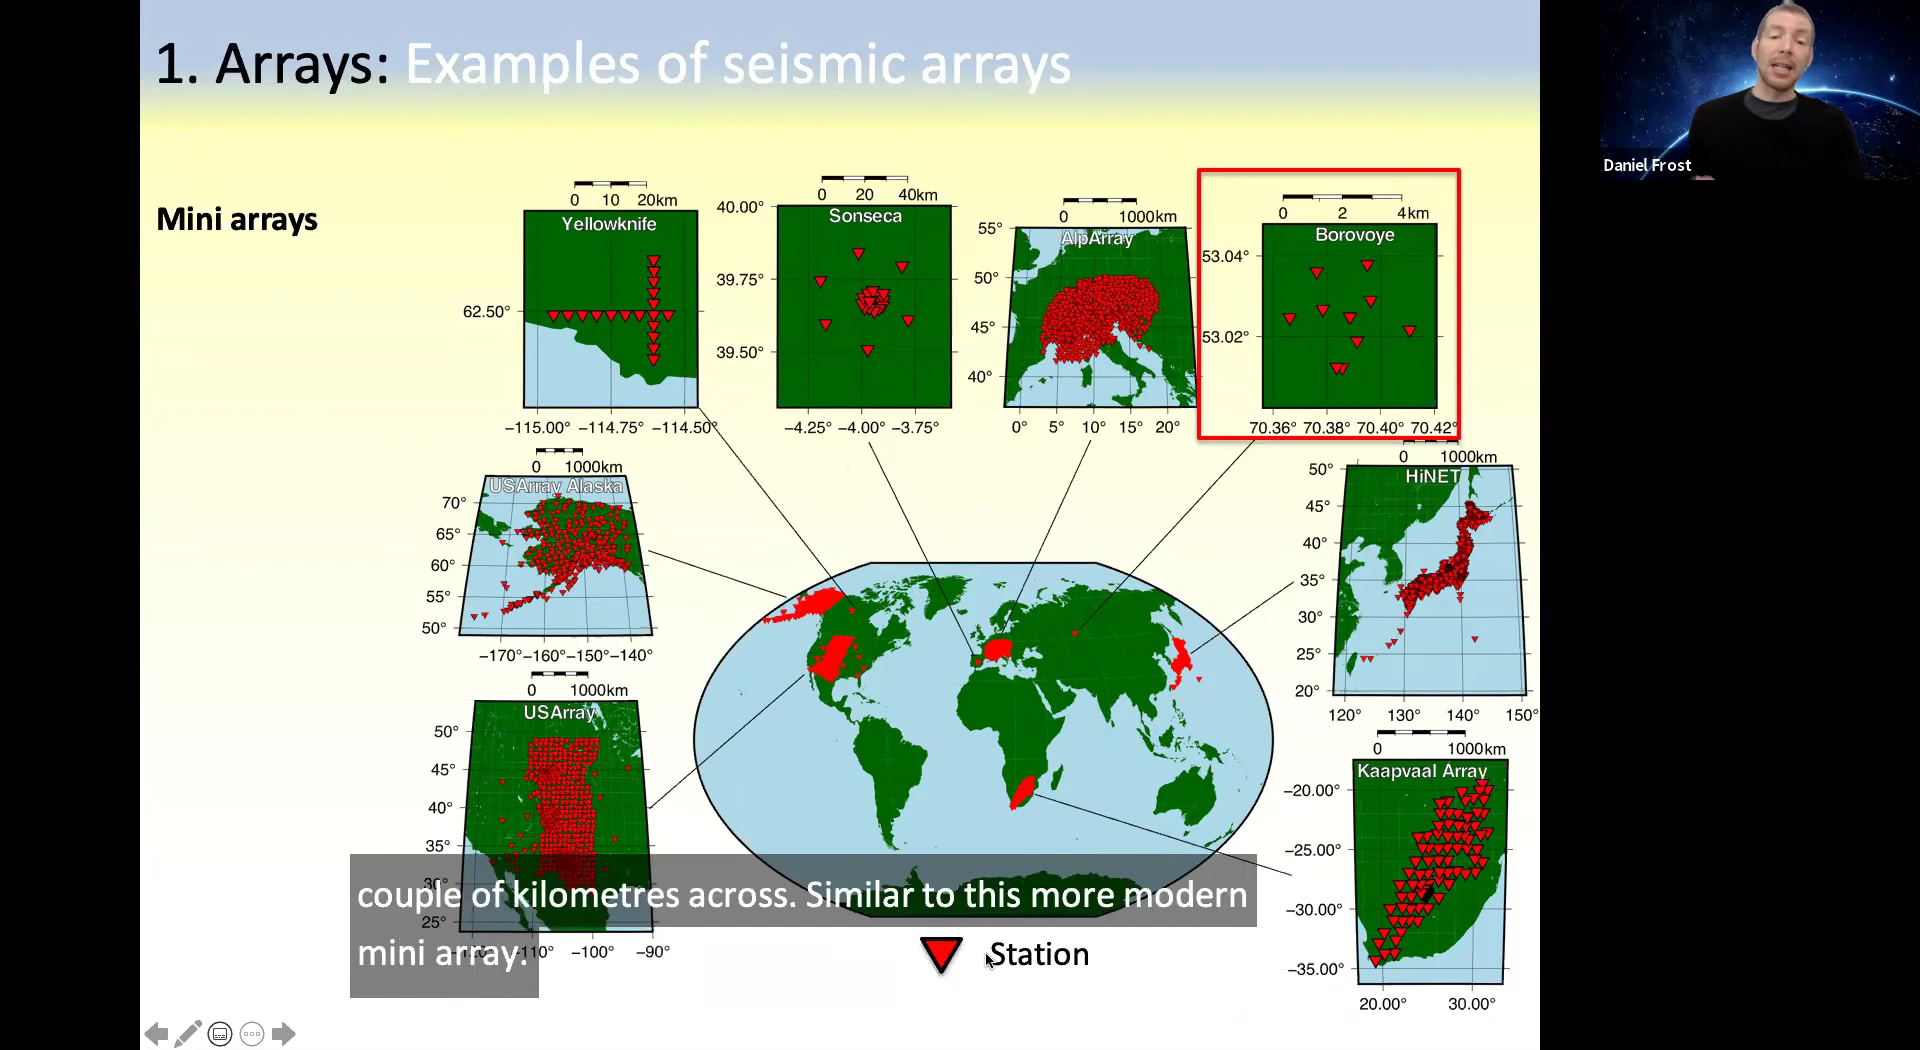 1. Arrays: Examples of seismic arrays
Daniel Frost
Mini arrays
0 10 20km
Yellowknife
62.50°
−115.00° −114.75° −114.50°
0 20 40km
Sonseca
40.00°
39.75°
39.50°
−4.25° −4.00° −3.75°
0 1000km
AlpArray
55°
50°
45°
40°
0° 5° 10° 15° 20°
0 2 4km
Borovoye
53.04°
53.02°
70.36° 70.38° 70.40° 70.42°
0 1000km
USArray Alaska
70°
65°
60°
55°
50°
−170° −160° −150° −140°
0 1000km
HiNET
50°
45°
40°
35°
30°
25°
20°
120° 130° 140° 150°
0 1000km
USArray
50°
45°
40°
35°
30°
25°
−120° −110° −100° −90°
0 1000km
Kaapvaal Array
−20.00°
−25.00°
−30.00°
−35.00°
20.00° 30.00°
couple of kilometres across. Similar to this more modern
mini array.
Station